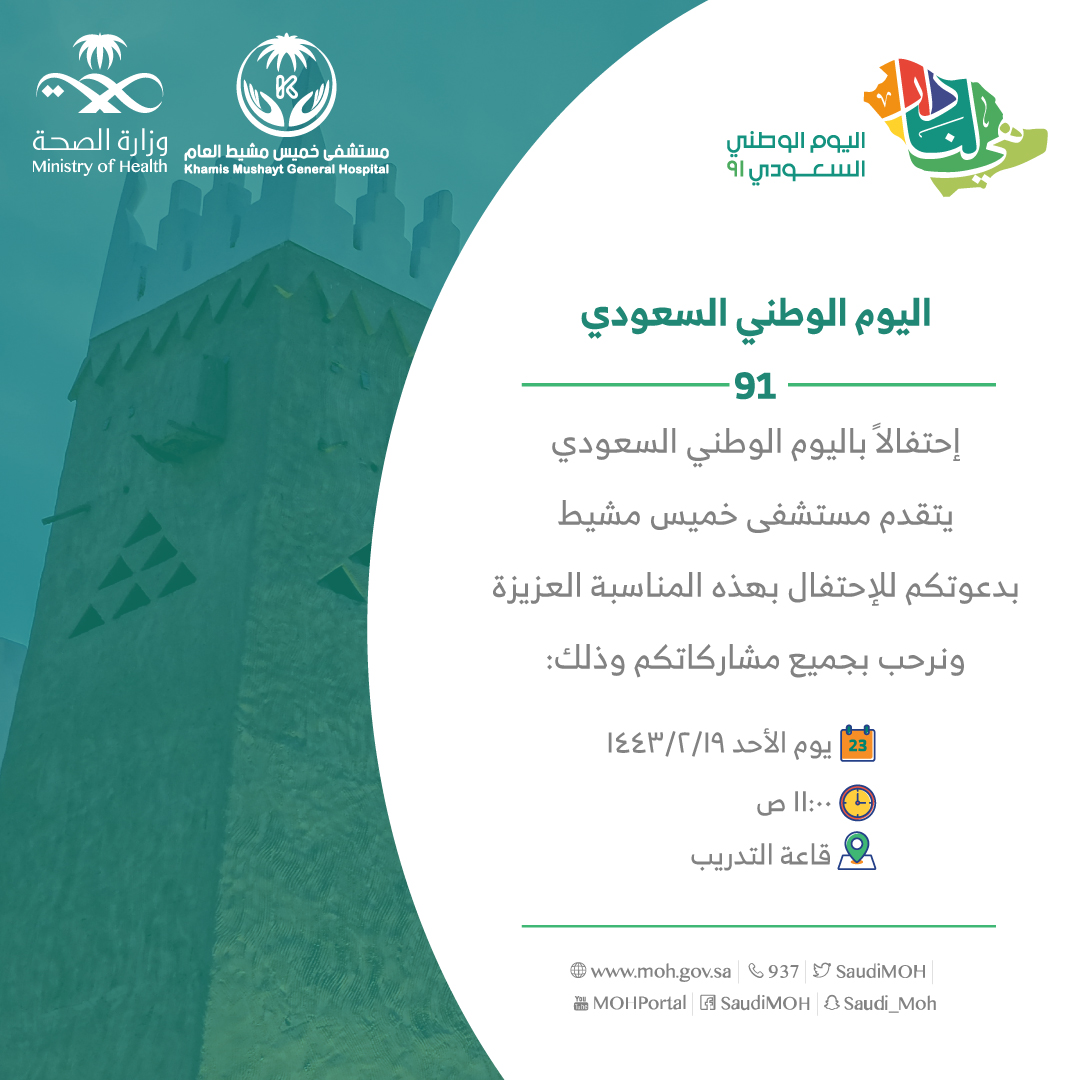 وزارة الصحة
Ministry of Health
K
مستشفى خميس مشيط العام
Khamis Mushayt General Hospital
هي لنا دار
اليوم الوطني
السعودي ٩١
اليوم الوطني السعودي
91
إحتفالاً باليوم الوطني السعودي
يتقدم مستشفى خميس مشيط
بدعوتكم للإحتفال بهذه المناسبة العزيزة
ونرحب بجميع مشاركاتكم وذلك:
23
يوم الأحد ١٤٤٣/٢/١٩
١١:٠٠ ص
قاعة التدريب
www.moh.gov.sa 937 SaudiMOH
You Tube MOHPortal SaudiMOH Saudi_Moh